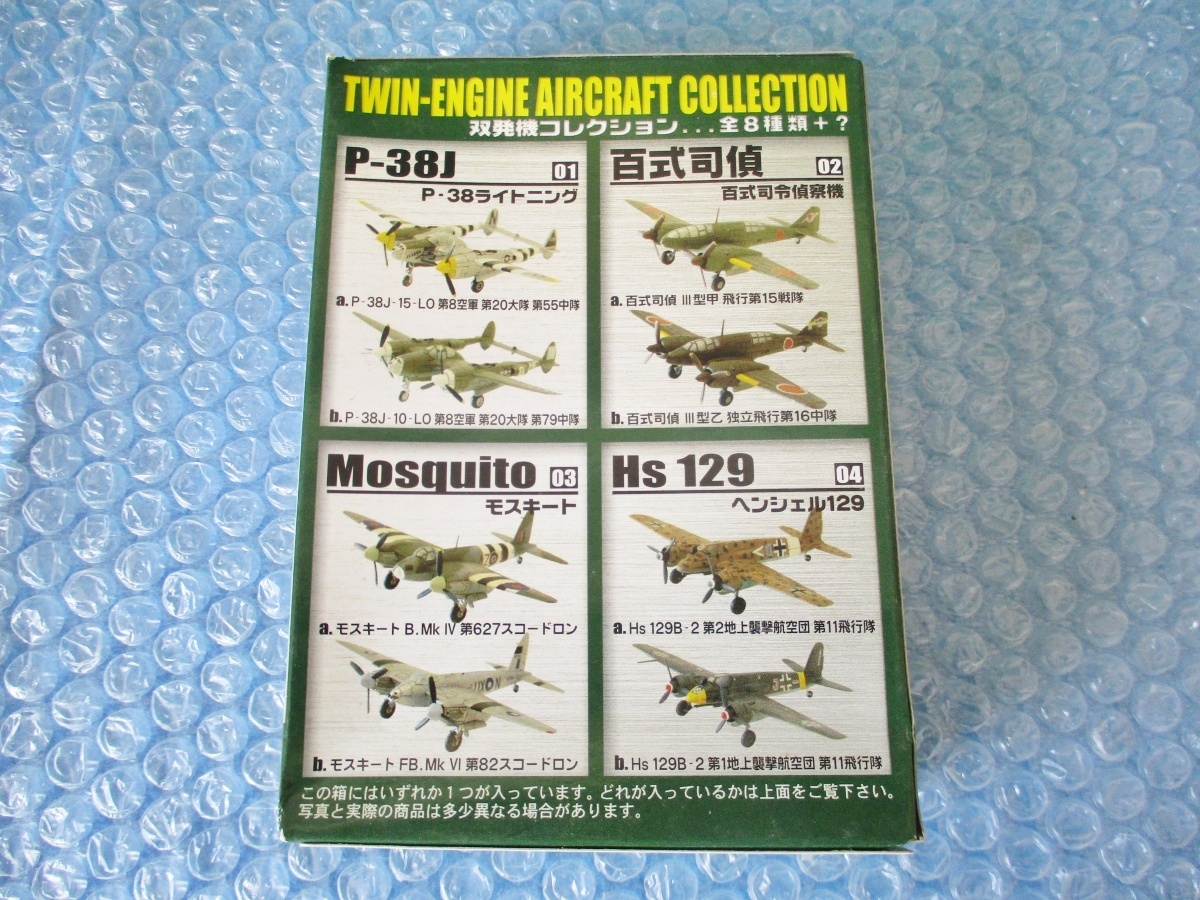 TWIN-ENGINE AIRCRAFT COLLECTION
双発機コレクション...全8種類+?
P-38J 01
P-38ライトニング
a. P-38J-15-LO 第8空軍 第20大隊 第55中隊
b. P-38J-10-LO 第8空軍 第20大隊 第79中隊
百式司偵 02
百式司令偵察機
a. 百式司偵 III型甲 飛行第15戦隊
b. 百式司偵 III型乙 独立飛行第16中隊
Mosquito 03
モスキート
a. モスキート B.Mk IV 第627スコードロン
b. モスキート FB.Mk VI 第82スコードロン
Hs 129 04
ヘンシェル129
a. Hs 129B-2 第2地上襲撃航空団 第11飛行隊
b. Hs 129B-2 第1地上襲撃航空団 第11飛行隊
この箱にはいずれか1つが入っています。どれが入っているかは上面をご覧下さい。
写真と実際の商品は多少異なる場合があります。